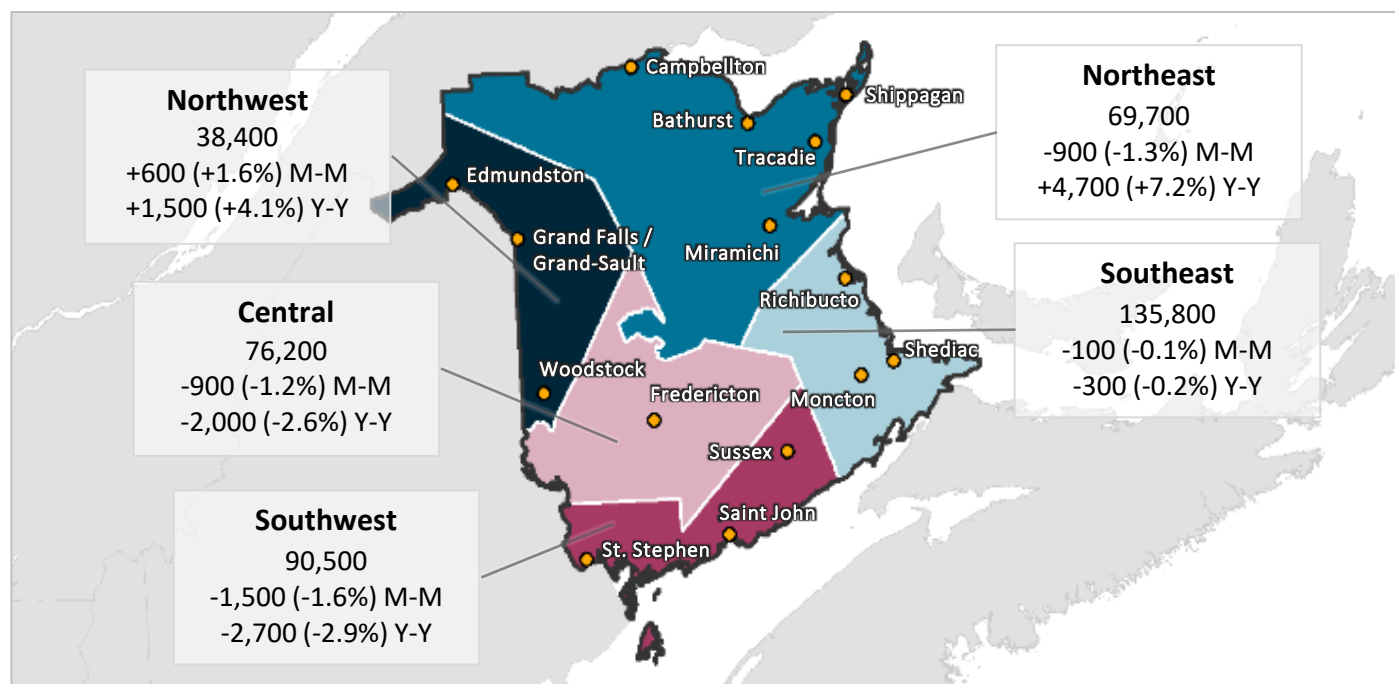 Northwest
38,400
+600 (+1.6%) M-M
+1,500 (+4.1%) Y-Y
Northeast
69,700
-900 (-1.3%) M-M
+4,700 (+7.2%) Y-Y
Central
76,200
-900 (-1.2%) M-M
-2,000 (-2.6%) Y-Y
Southeast
135,800
-100 (-0.1%) M-M
-300 (-0.2%) Y-Y
Southwest
90,500
-1,500 (-1.6%) M-M
-2,700 (-2.9%) Y-Y
Campbellton
Shippagan
Bathurst
Tracadie
Edmundston
Grand Falls /
Grand-Sault
Miramichi
Richibucto
Shediac
Woodstock
Fredericton
Moncton
Sussex
Saint John
St. Stephen